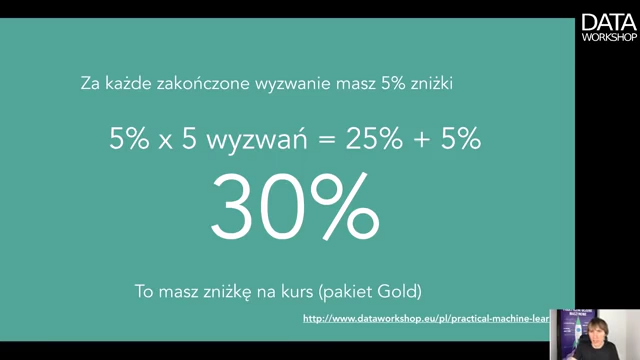 DATA
WORKSHOP
Za każde zakończone wyzwanie masz 5% zniżki
5% x 5 wyzwań = 25% + 5%
30%
To masz zniżkę na kurs (pakiet Gold)
http://www.dataworkshop.eu/pl/practical-machine-lear